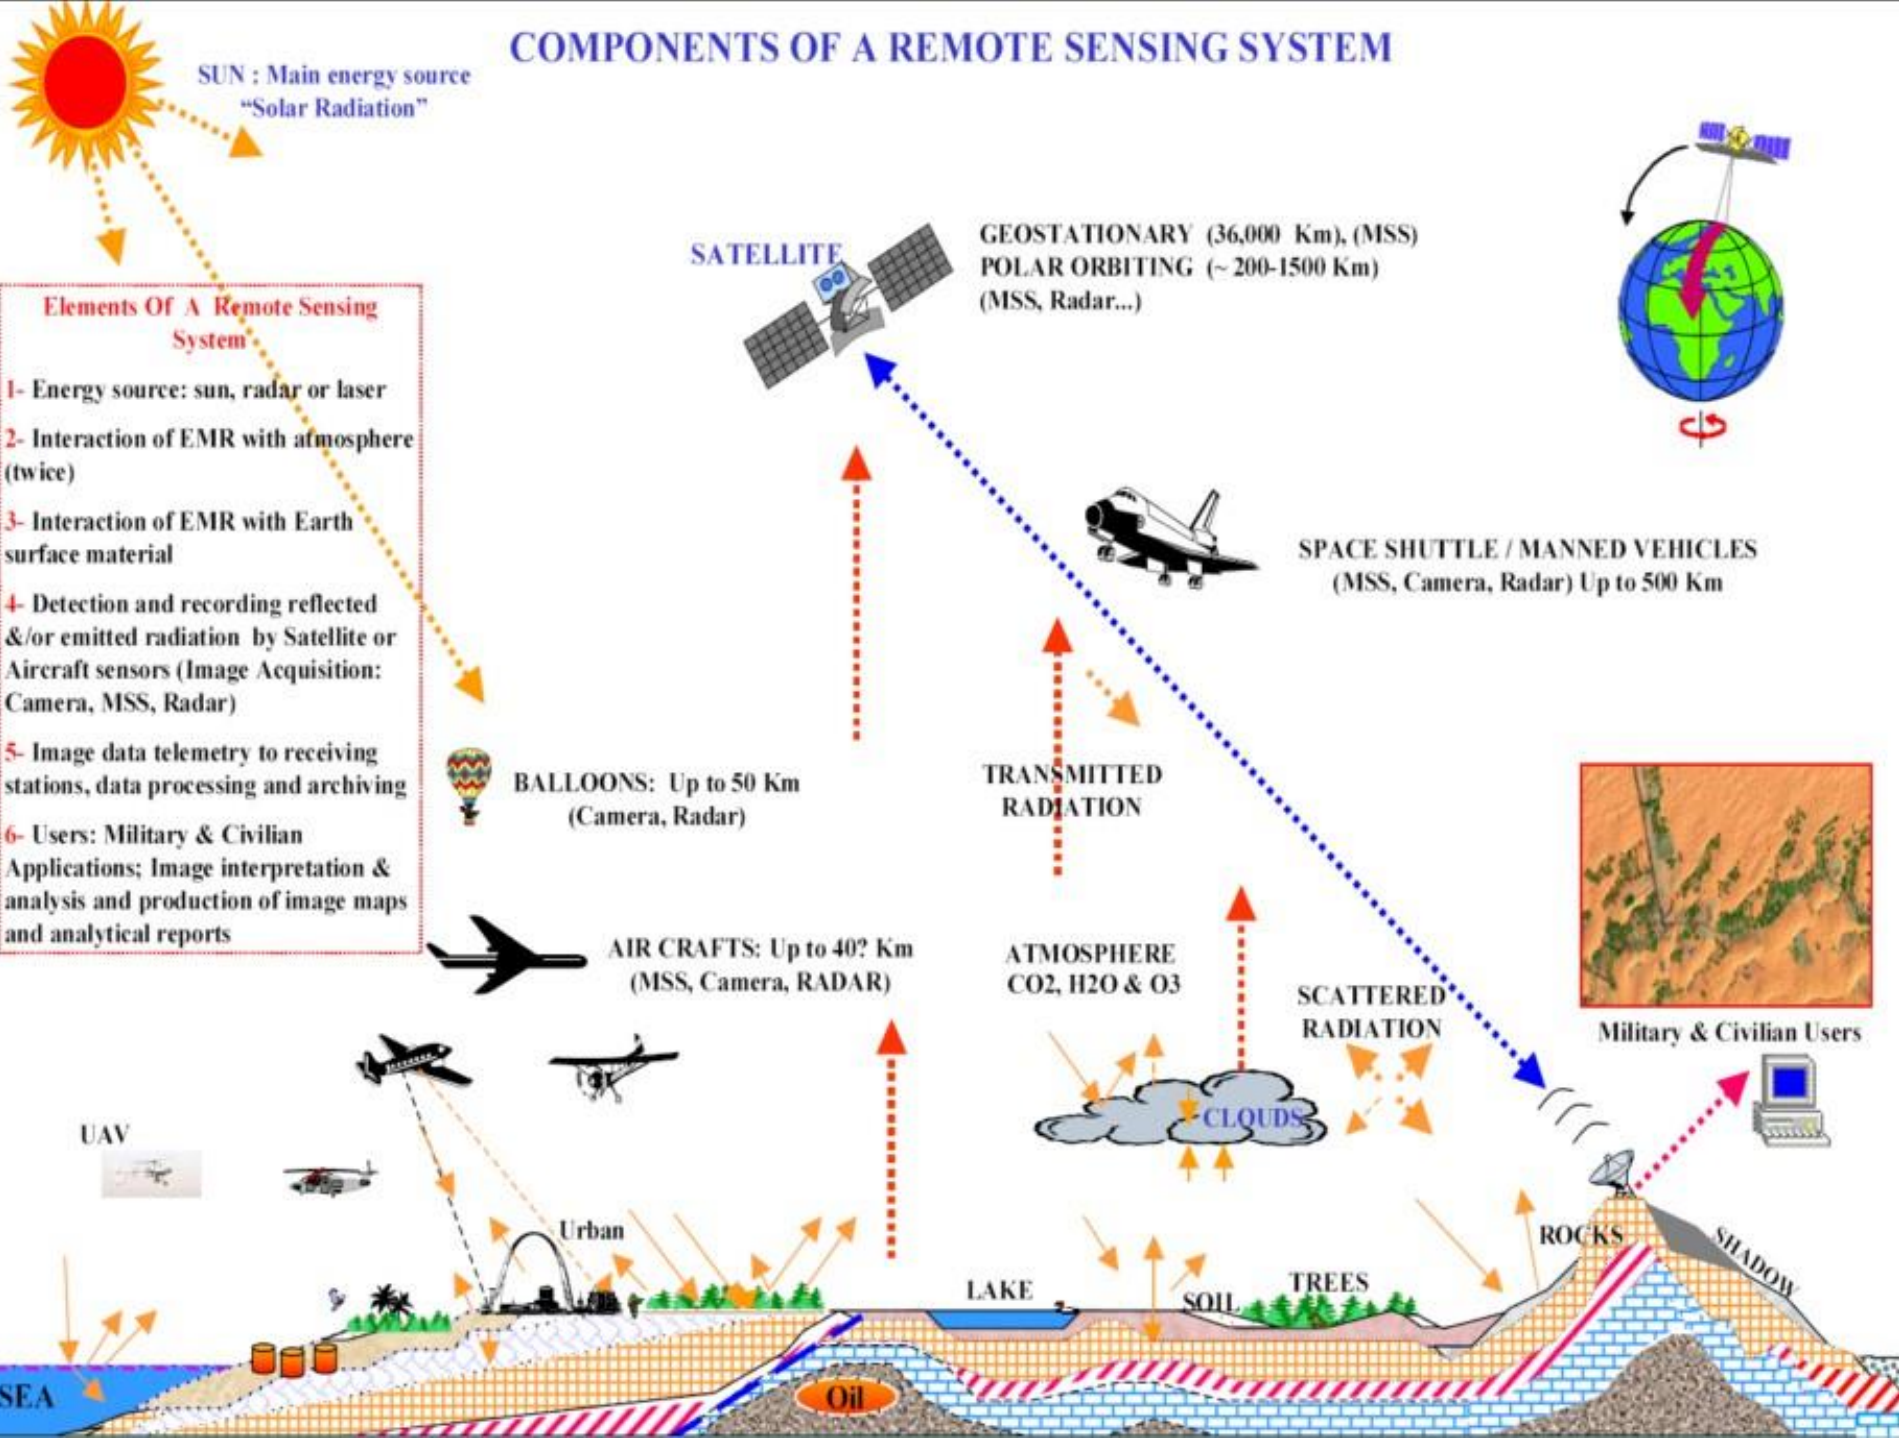 COMPONENTS OF A REMOTE SENSING SYSTEM
SUN : Main energy source
“Solar Radiation”
SATELLITE
GEOSTATIONARY (36,000 Km), (MSS)
POLAR ORBITING (~ 200-1500 Km)
(MSS, Radar...)
Elements Of A Remote Sensing
System
1- Energy source: sun, radar or laser
2- Interaction of EMR with atmosphere
(twice)
3- Interaction of EMR with Earth
surface material
4- Detection and recording reflected
&/or emitted radiation by Satellite or
Aircraft sensors (Image Acquisition:
Camera, MSS, Radar)
5- Image data telemetry to receiving
stations, data processing and archiving
6- Users: Military & Civilian
Applications; Image interpretation &
analysis and production of image maps
and analytical reports
SPACE SHUTTLE / MANNED VEHICLES
(MSS, Camera, Radar) Up to 500 Km
BALLOONS: Up to 50 Km
(Camera, Radar)
TRANSMITTED
RADIATION
AIR CRAFTS: Up to 40? Km
(MSS, Camera, RADAR)
ATMOSPHERE
CO2, H2O & O3
SCATTERED
RADIATION
Military & Civilian Users
CLOUDS
UAV
Urban
ROCKS
SHADOW
LAKE
SOIL
TREES
SEA
Oil